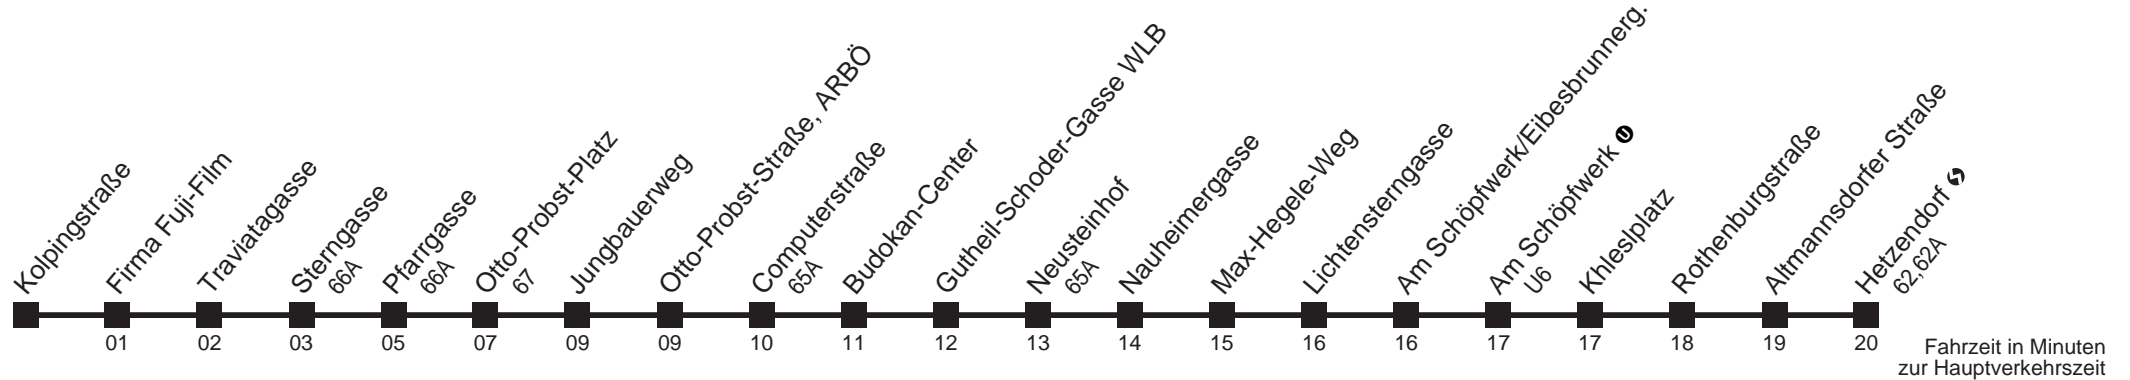 Kolpingstraße
Firma Fuji-Film
Traviatagasse
Sterngasse
66A
Pfarrgasse
66A
Otto-Probst-Platz
67
Jungbauerweg
Otto-Probst-Straße, ARBÖ
Computerstraße
65A
Budokan-Center
Gutheil-Schoder-Gasse WLB
Neusteinhof
65A
Nauheimergasse
Max-Hegele-Weg
Lichtensterngasse
Am Schöpfwerk/Eibesbrunnerg.
Am Schöpfwerk U
U6
Khleslplatz
Rothenburgstraße
Altmannsdorfer Straße
Hetzendorf
62,62A
01 02 03 05 07 09 09 10 11 12 13 14 15 16 16 17 17 18 19 20
Fahrzeit in Minuten
zur Hauptverkehrszeit